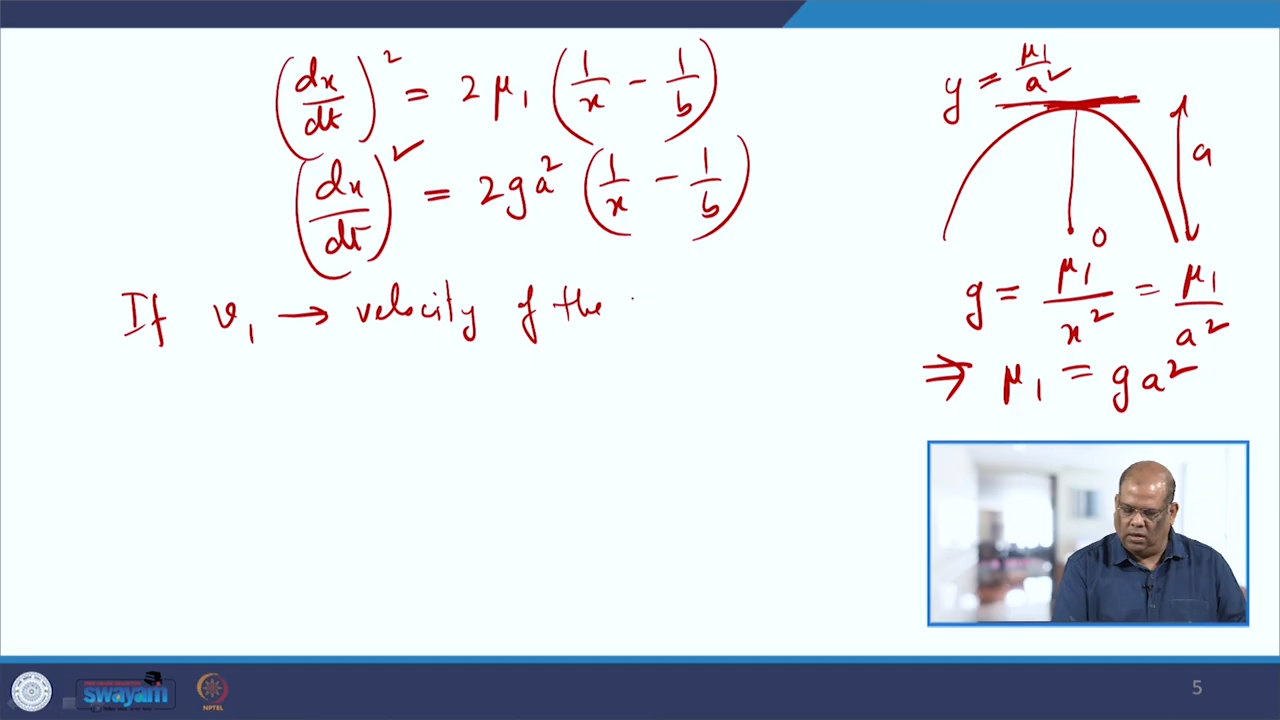 (dx/dt)² = 2μ₁ (1/x − 1/b)
(dx/dt)² = 2ga² (1/x − 1/b)
If v₁ → velocity of the
y = μ₁/a²
a
O
g = μ₁/x² = μ₁/a²
⇒ μ₁ = ga²
swayam
NPTEL
5